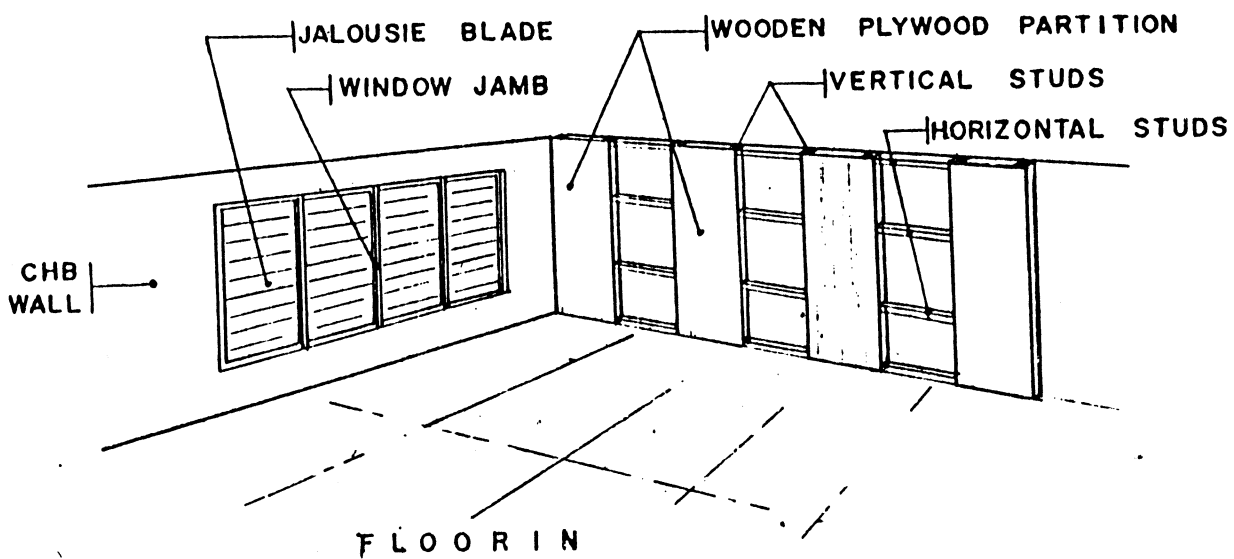 JALOUSIE BLADE
WOODEN PLYWOOD PARTITION
WINDOW JAMB
VERTICAL STUDS
HORIZONTAL STUDS
CHB
WALL
FLOORIN